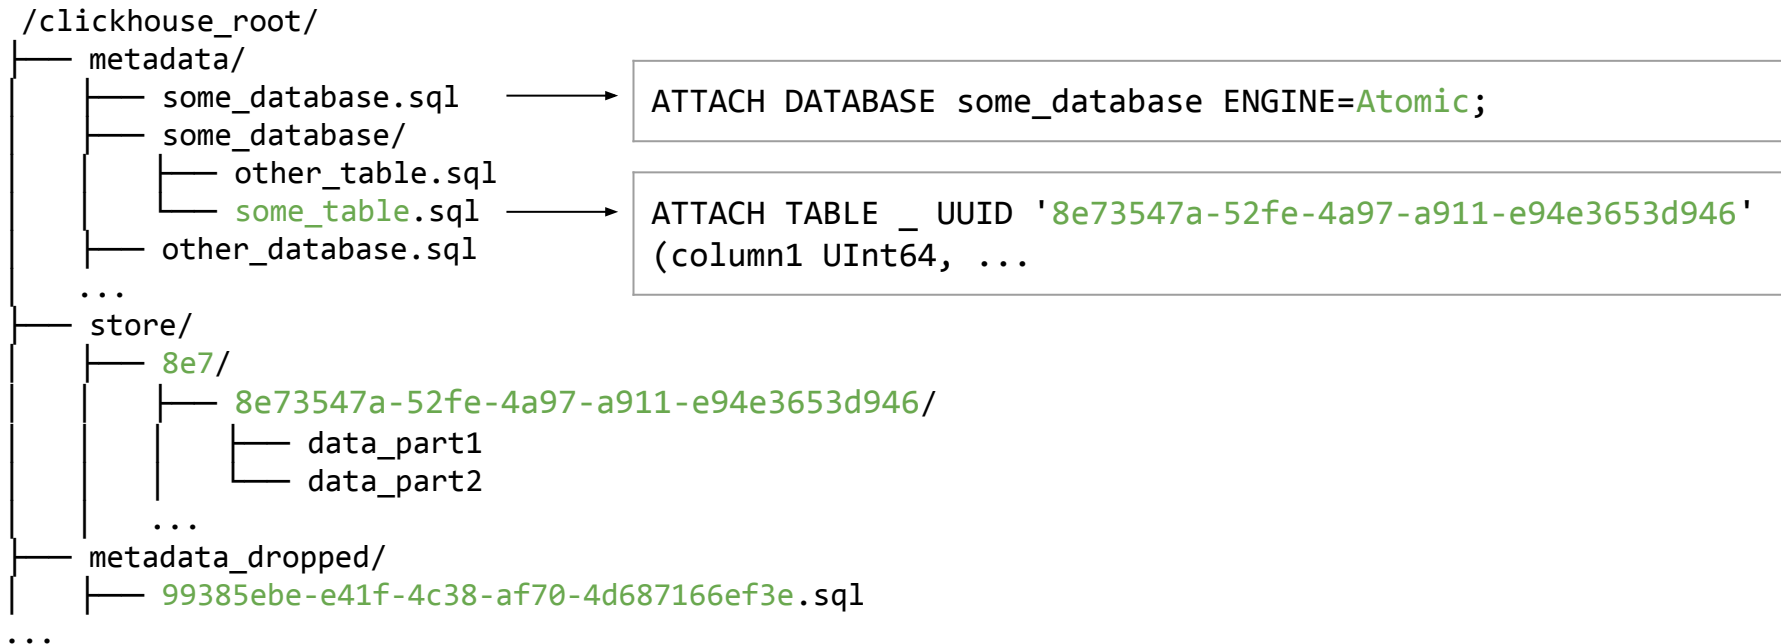 /clickhouse_root/
metadata/
some_database.sql
ATTACH DATABASE some_database ENGINE=Atomic;
some_database/
other_table.sql
some_table.sql
ATTACH TABLE _ UUID '8e73547a-52fe-4a97-a911-e94e3653d946'
(column1 UInt64, ...
other_database.sql
...
store/
8e7/
8e73547a-52fe-4a97-a911-e94e3653d946/
data_part1
data_part2
...
metadata_dropped/
99385ebe-e41f-4c38-af70-4d687166ef3e.sql
...